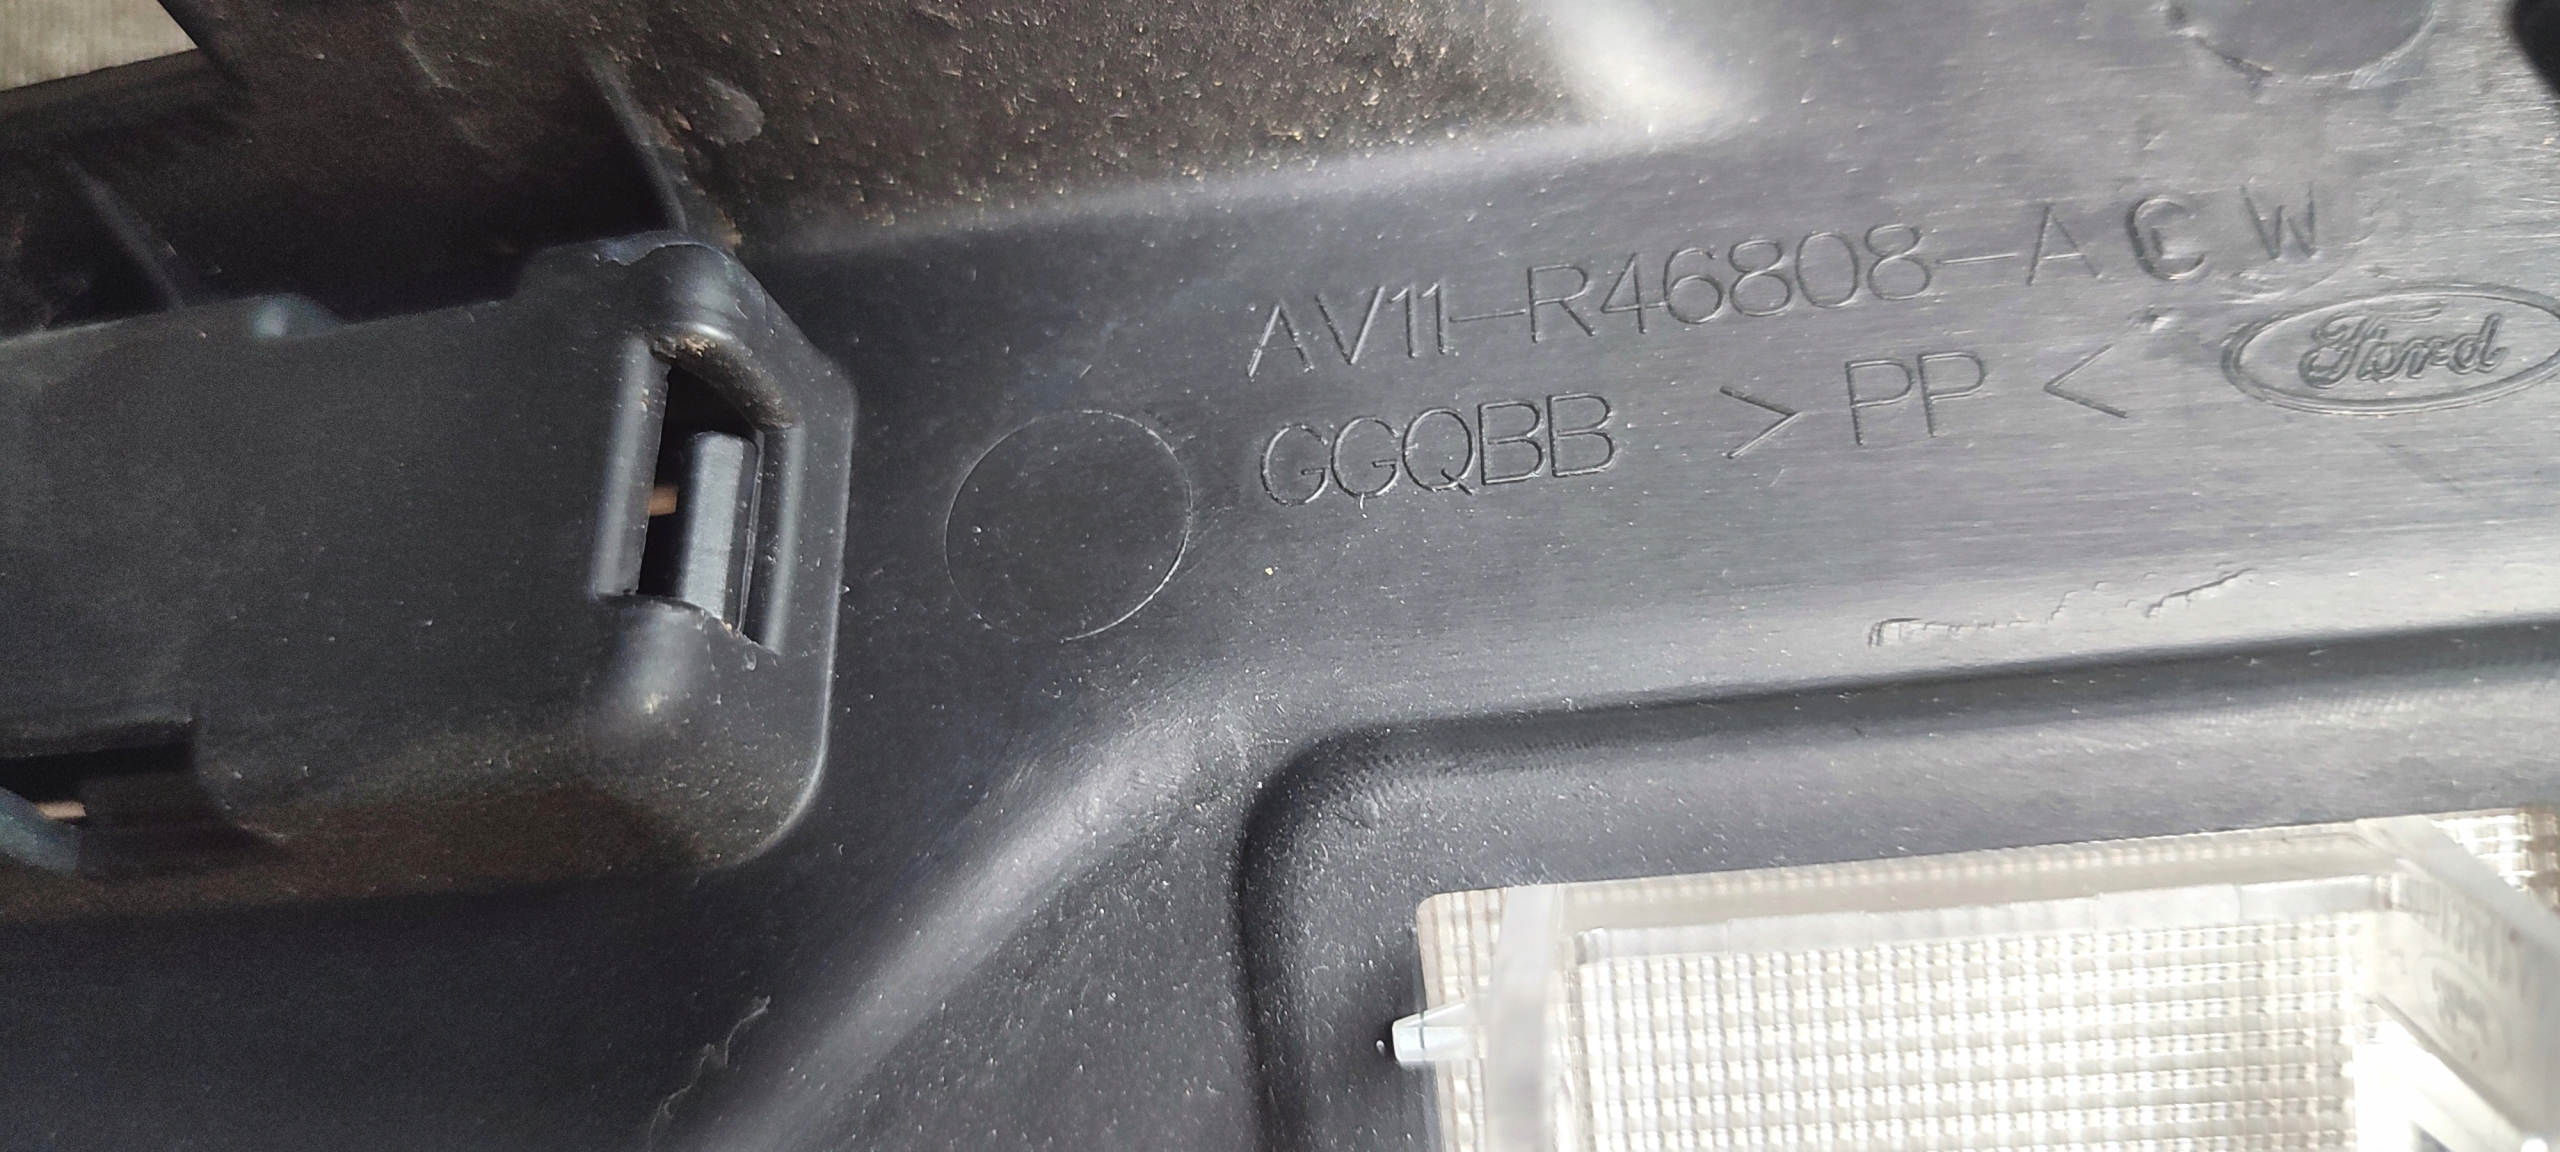 AV11-R46808-ACW
GGQBB >PP< Ford